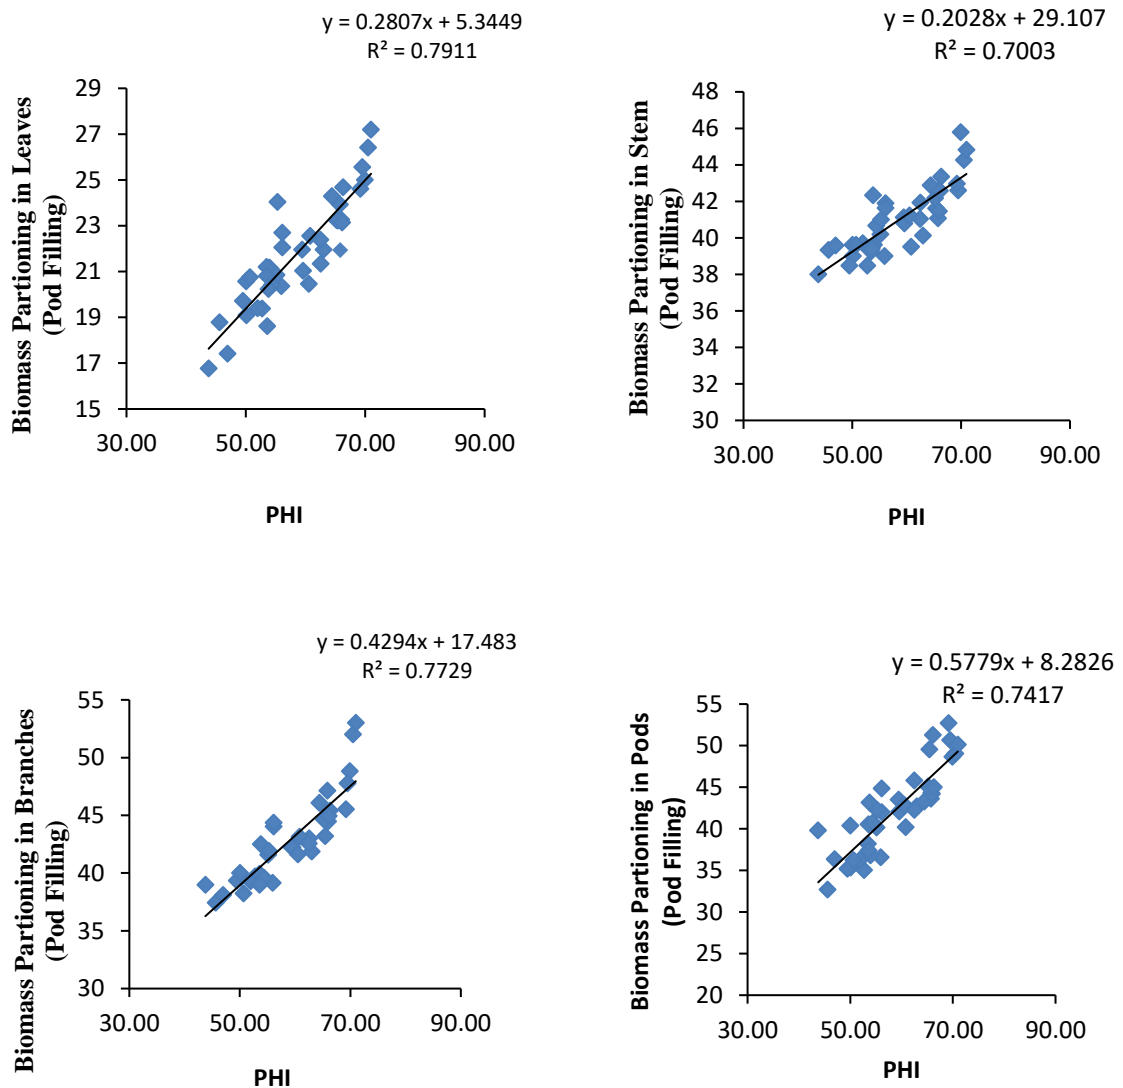 y = 0.2807x + 5.3449
R² = 0.7911
29
27
25
23
21
19
17
15
30.00 50.00 70.00 90.00
Biomass Partioning in Leaves
(Pod Filling)
PHI
y = 0.2028x + 29.107
R² = 0.7003
48
46
44
42
40
38
36
34
32
30
30.00 50.00 70.00 90.00
Biomass Partioning in Stem
(Pod Filling)
PHI
y = 0.4294x + 17.483
R² = 0.7729
55
50
45
40
35
30
30.00 50.00 70.00 90.00
Biomass Partioning in Branches
(Pod Filling)
PHI
y = 0.5779x + 8.2826
R² = 0.7417
55
50
45
40
35
30
25
20
30.00 50.00 70.00 90.00
Biomass Partioning in Pods
(Pod Filling)
PHI